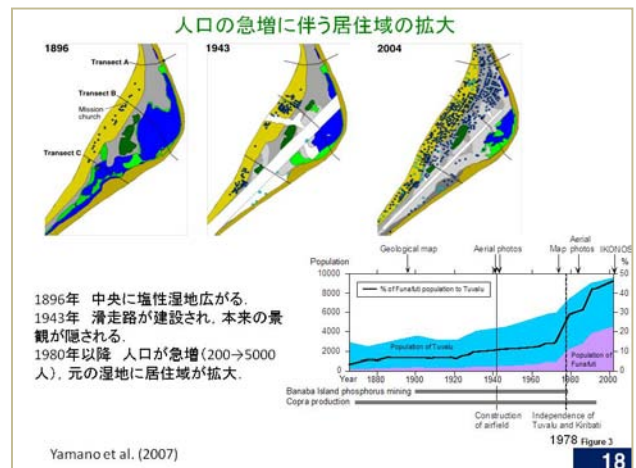 人口の急増に伴う居住域の拡大
1896
Transect A
Transect B
Mission
church
Transect C
1943
2004
1896年 中央に塩性湿地広がる.
1943年 滑走路が建設され，本来の景
観が隠される.
1980年以降 人口が急増(200→5000
人)，元の湿地に居住域が拡大.
Geological map
Aerial photos
Map
Aerial
photos
IKONOS
Population
%
10000
8000
6000
4000
2000
0
50
40
30
20
10
0
% of Funafuti population to Tuvalu
Population of Tuvalu
Population of
Funafuti
Year 1880 1900 1920 1940 1960 1980 2000
Banaba Island phosphorus mining
Copra production
Construction
of airfield
Independence of
Tuvalu and Kiribati
1978 Figure 3
Yamano et al. (2007)
18